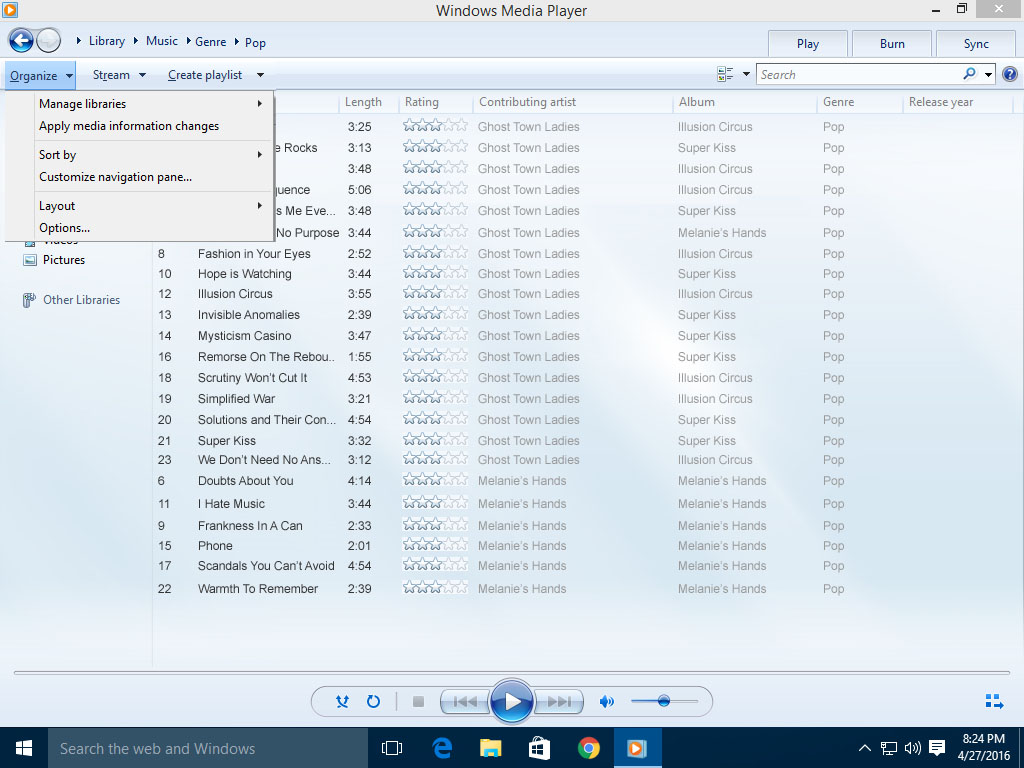 Windows Media Player
Library Music Genre Pop
Play Burn Sync
Organize Stream Create playlist Search
Manage libraries
Apply media information changes
Sort by
Customize navigation pane...
Layout
Options...
Videos
Pictures
Other Libraries
Length Rating Contributing artist Album Genre Release year
3:25 Ghost Town Ladies Illusion Circus Pop
e Rocks 3:13 Ghost Town Ladies Super Kiss Pop
3:48 Ghost Town Ladies Illusion Circus Pop
quence 5:06 Ghost Town Ladies Illusion Circus Pop
s Me Eve... 3:48 Ghost Town Ladies Super Kiss Pop
No Purpose 3:44 Ghost Town Ladies Melanie's Hands Pop
8 Fashion in Your Eyes 2:52 Ghost Town Ladies Illusion Circus Pop
10 Hope is Watching 3:44 Ghost Town Ladies Super Kiss Pop
12 Illusion Circus 3:55 Ghost Town Ladies Illusion Circus Pop
13 Invisible Anomalies 2:39 Ghost Town Ladies Super Kiss Pop
14 Mysticism Casino 3:47 Ghost Town Ladies Super Kiss Pop
16 Remorse On The Rebou.. 1:55 Ghost Town Ladies Super Kiss Pop
18 Scrutiny Won't Cut It 4:53 Ghost Town Ladies Illusion Circus Pop
19 Simplified War 3:21 Ghost Town Ladies Illusion Circus Pop
20 Solutions and Their Con... 4:54 Ghost Town Ladies Super Kiss Pop
21 Super Kiss 3:32 Ghost Town Ladies Super Kiss Pop
23 We Don't Need No Ans... 3:12 Ghost Town Ladies Illusion Circus Pop
6 Doubts About You 4:14 Melanie's Hands Melanie's Hands Pop
11 I Hate Music 3:44 Melanie's Hands Melanie's Hands Pop
9 Frankness In A Can 2:33 Melanie's Hands Melanie's Hands Pop
15 Phone 2:01 Melanie's Hands Melanie's Hands Pop
17 Scandals You Can't Avoid 4:54 Melanie's Hands Melanie's Hands Pop
22 Warmth To Remember 2:39 Melanie's Hands Melanie's Hands Pop
Search the web and Windows
8:24 PM
4/27/2016